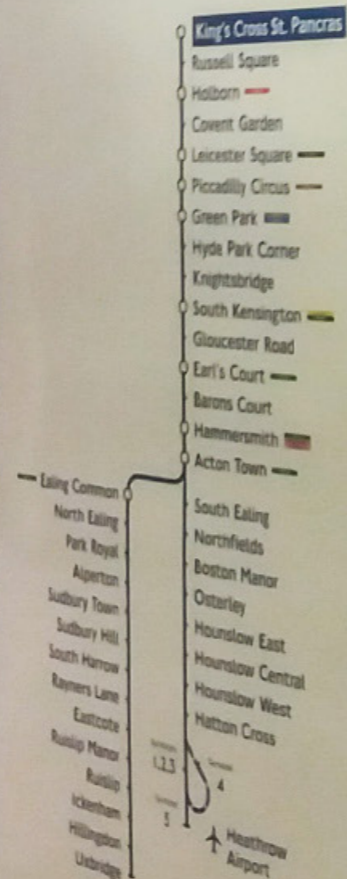 King's Cross St. Pancras
Russell Square
Holborn
Covent Garden
Leicester Square
Piccadilly Circus
Green Park
Hyde Park Corner
Knightsbridge
South Kensington
Gloucester Road
Earl's Court
Barons Court
Hammersmith
Acton Town
Ealing Common
North Ealing
Park Royal
Alperton
Sudbury Town
Sudbury Hill
South Harrow
Rayners Lane
Eastcote
Ruislip Manor
Ruislip
Ickenham
Hillingdon
Uxbridge
South Ealing
Northfields
Boston Manor
Osterley
Hounslow East
Hounslow Central
Hounslow West
Hatton Cross
1,2,3
4
5
Heathrow
Airport